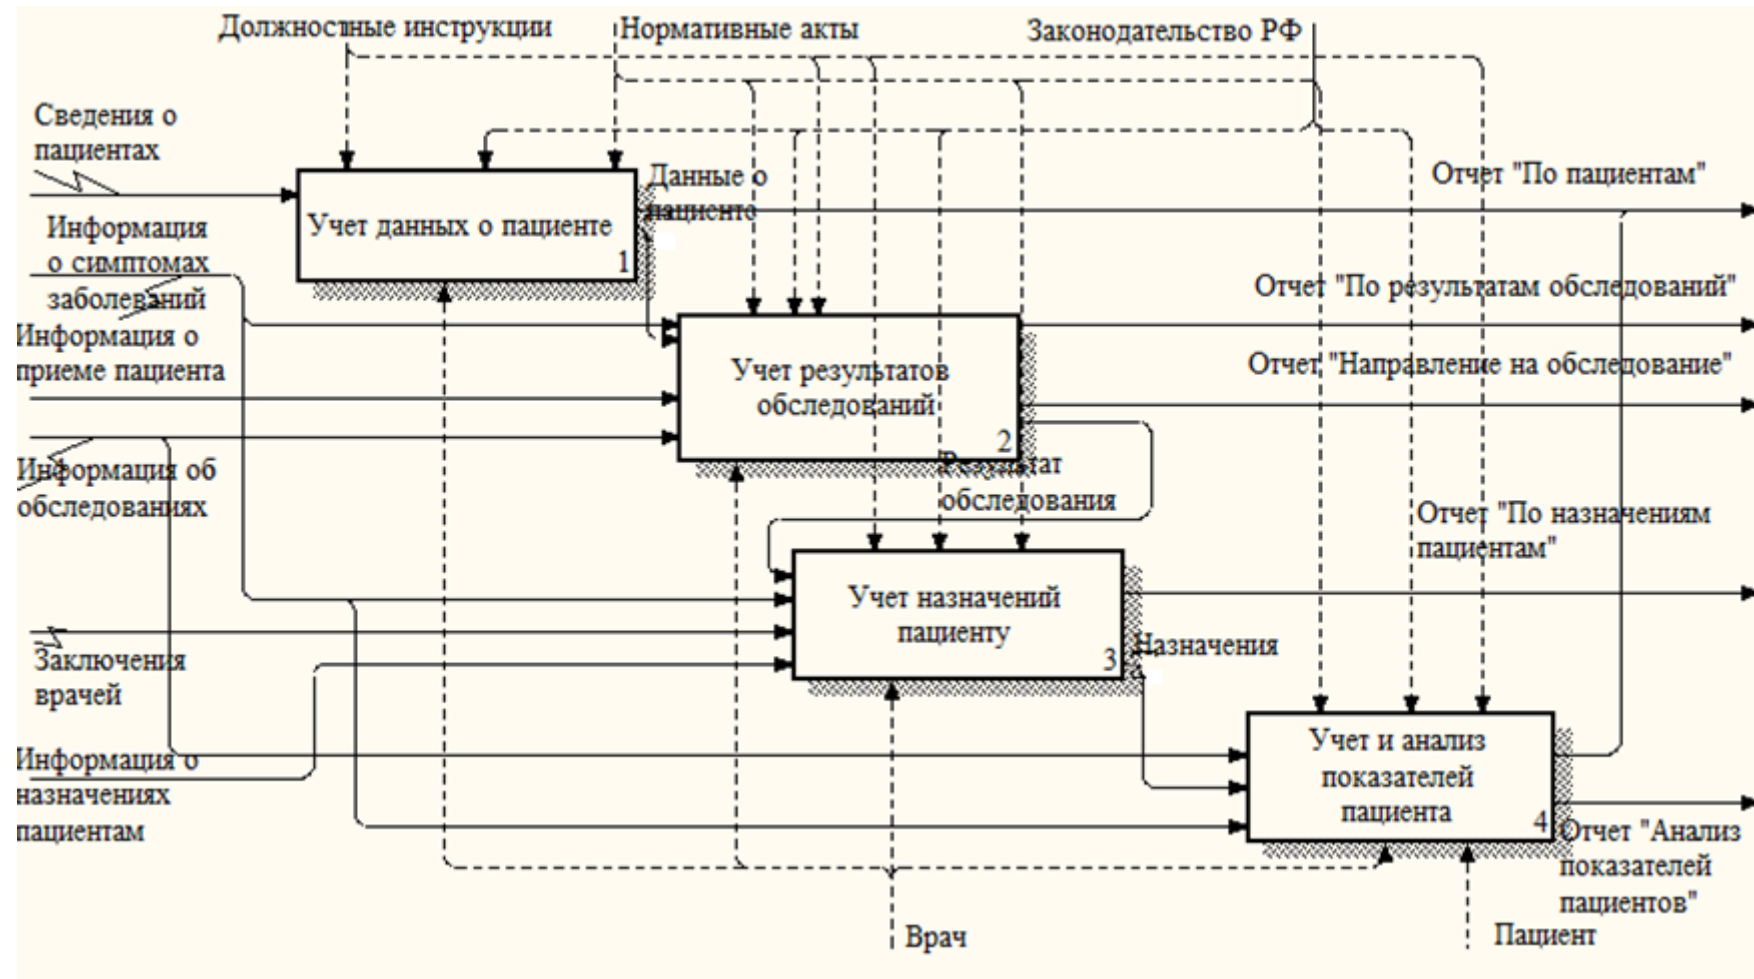 Должностные инструкции
Нормативные акты
Законодательство РФ
Сведения о
пациентах
Данные о
пациенте
Отчет "По пациентам"
Учет данных о пациенте
1
Информация
о симптомах
заболеваний
Отчет "По результатам обследований"
Информация о
приеме пациента
Учет результатов
обследований
2
Отчет "Направление на обследование"
Информация об
обследованиях
Результат
обследования
Отчет "По назначениям
пациентам"
Учет назначений
пациенту
3
Заключения
врачей
Назначения
Информация о
назначениях
пациентам
Учет и анализ
показателей
пациента
4
Отчет "Анализ
показателей
пациентов"
Врач
Пациент